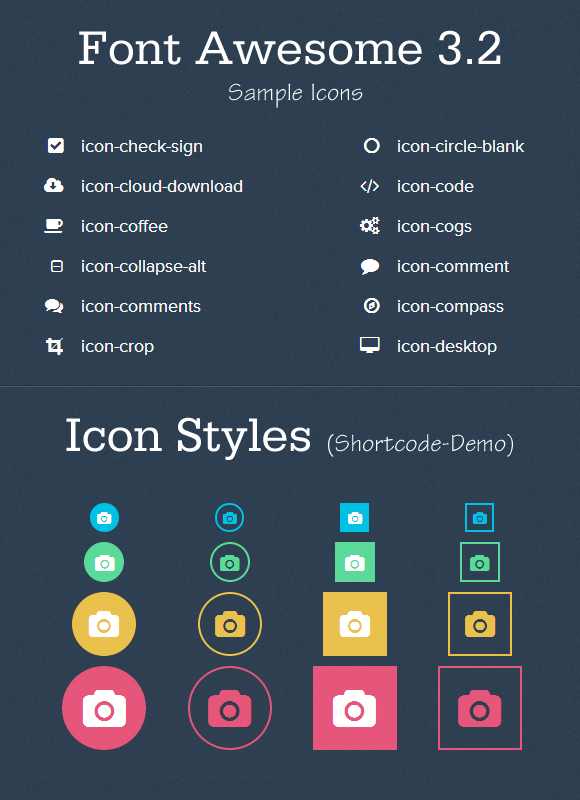 Font Awesome 3.2
Sample Icons
icon-check-sign
icon-circle-blank
icon-cloud-download
icon-code
icon-coffee
icon-cogs
icon-collapse-alt
icon-comment
icon-comments
icon-compass
icon-crop
icon-desktop
Icon Styles (Shortcode-Demo)